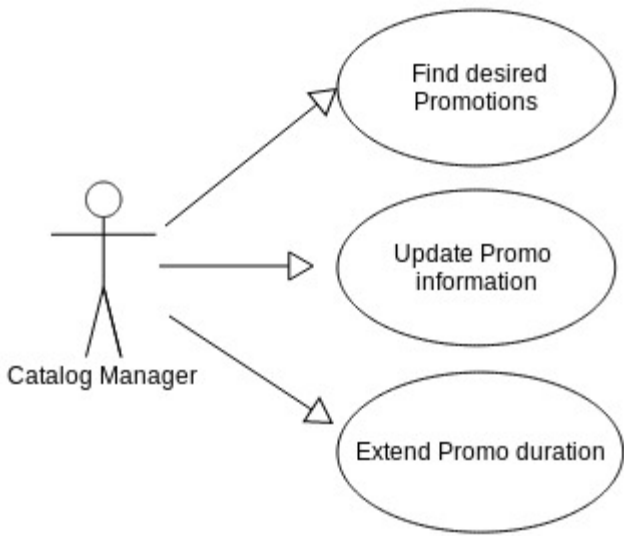 Find desired
Promotions
Update Promo
information
Catalog Manager
Extend Promo duration